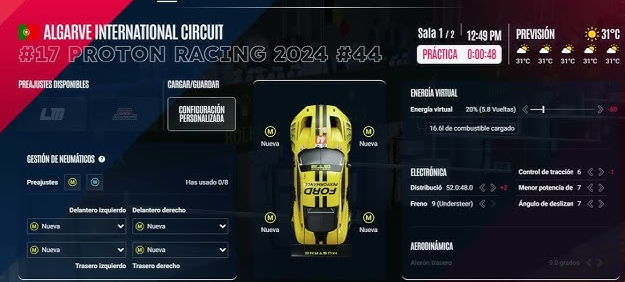 ALGARVE INTERNATIONAL CIRCUIT
#17 PROTON RACING 2024 #44
Sala 1 / 2
12:49 PM
PRÁCTICA 0:00:48
PREVISIÓN
31°C
31°C 31°C 31°C 31°C 31°C
PREAJUSTES DISPONIBLES
CARGAR/GUARDAR
LM
CONFIGURACIÓN
PERSONALIZADA
GESTIÓN DE NEUMÁTICOS ?
Preajustes M W
Has usado 0/8
Delantero izquierdo
Delantero derecho
M Nueva
M Nueva
M Nueva
M Nueva
Trasero izquierdo
Trasero derecho
M
Nueva
M
Nueva
M
Nueva
M
Nueva
FORD
PERFORMANCE
MUSTANG
ENERGÍA VIRTUAL
Energía virtual 20% (5.8 Vueltas) -80
16.6l de combustible cargado
ELECTRÓNICA
Distribució 52.0:48.0 +2
Freno 9 (Understeer)
Control de tracción 6 -1
Menor potencia de 7
Ángulo de deslizan 7
AERODINÁMICA
Alerón trasero 9.0 grados